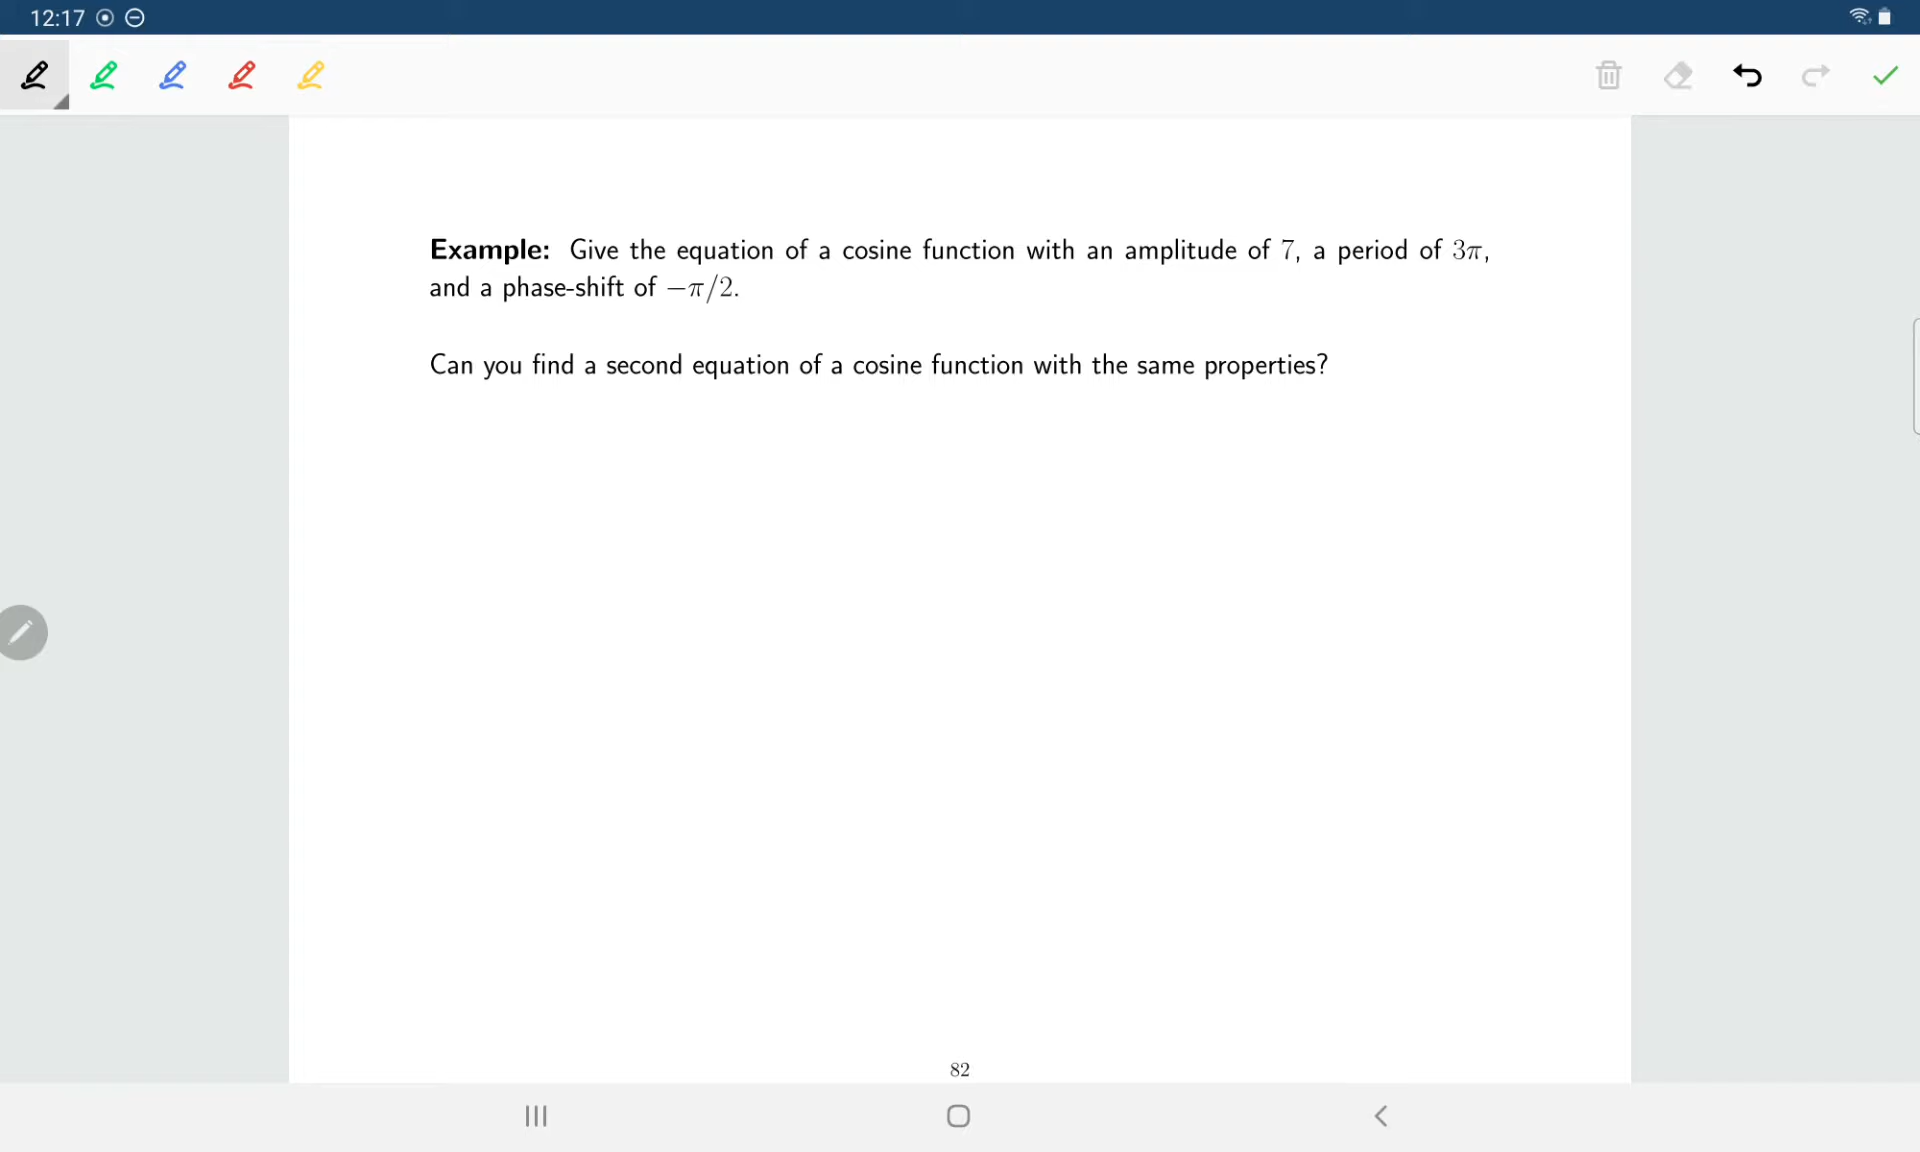 12:17
Example: Give the equation of a cosine function with an amplitude of 7, a period of 3π,
and a phase-shift of −π/2.
Can you find a second equation of a cosine function with the same properties?
82